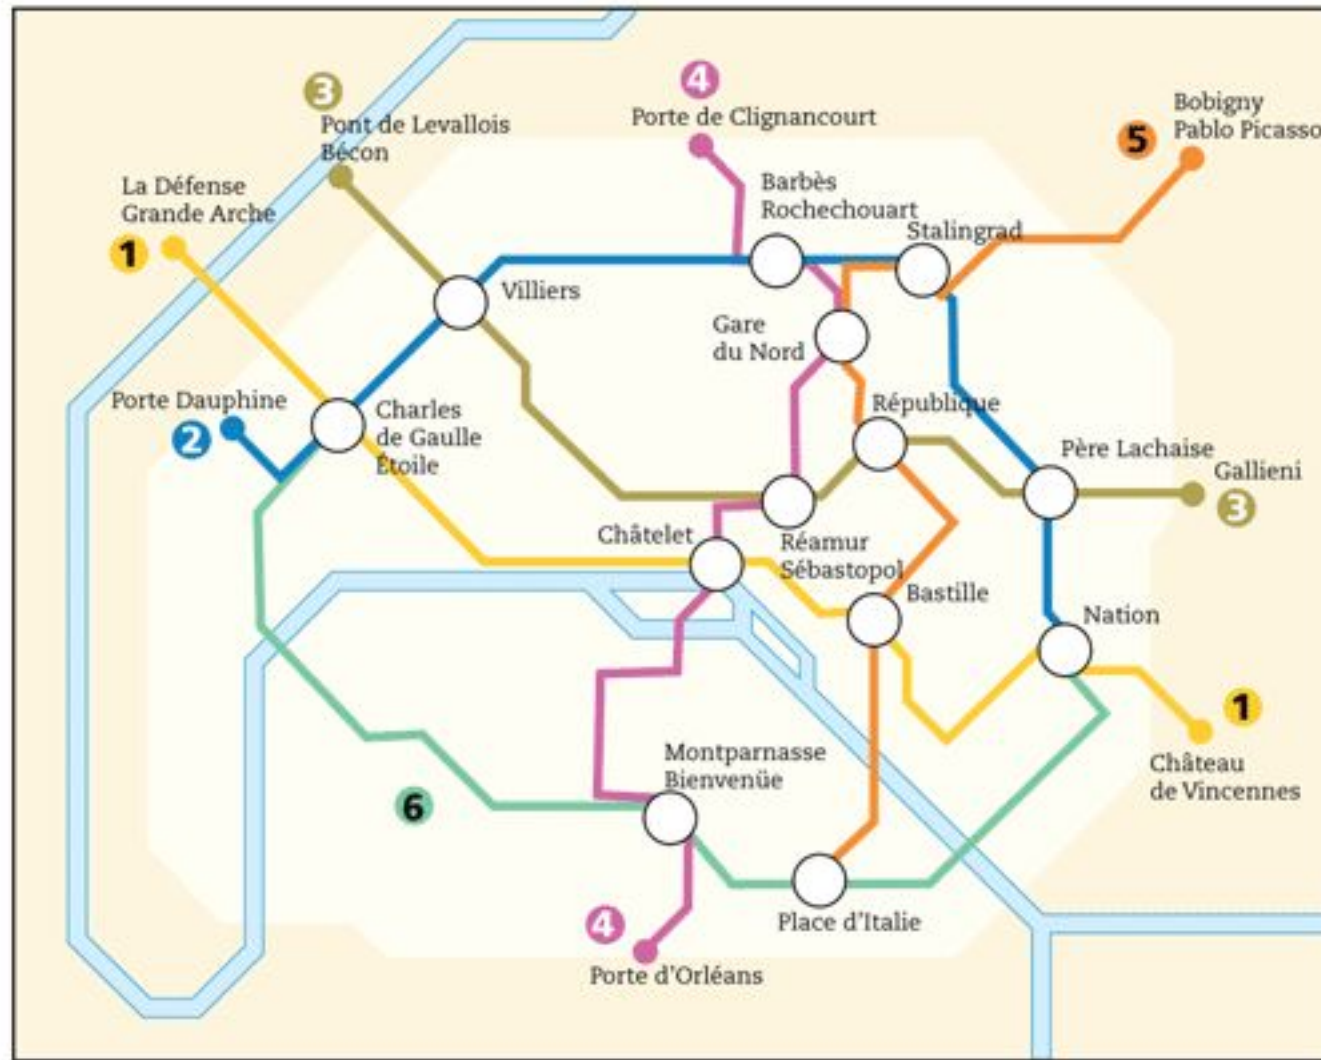 4
3
Porte de Clignancourt
Bobigny
Pablo Picasso
5
Pont de Levallois
Bécon
La Défense
Grande Arche
1
Barbès
Rochechouart
Stalingrad
Villiers
Gare
du Nord
Porte Dauphine
2
Charles
de Gaulle
Étoile
République
Père Lachaise
Gallieni
3
Châtelet
Réamur
Sébastopol
Bastille
Nation
1
Château
de Vincennes
Montparnasse
Bienvenüe
6
4
Place d'Italie
Porte d'Orléans